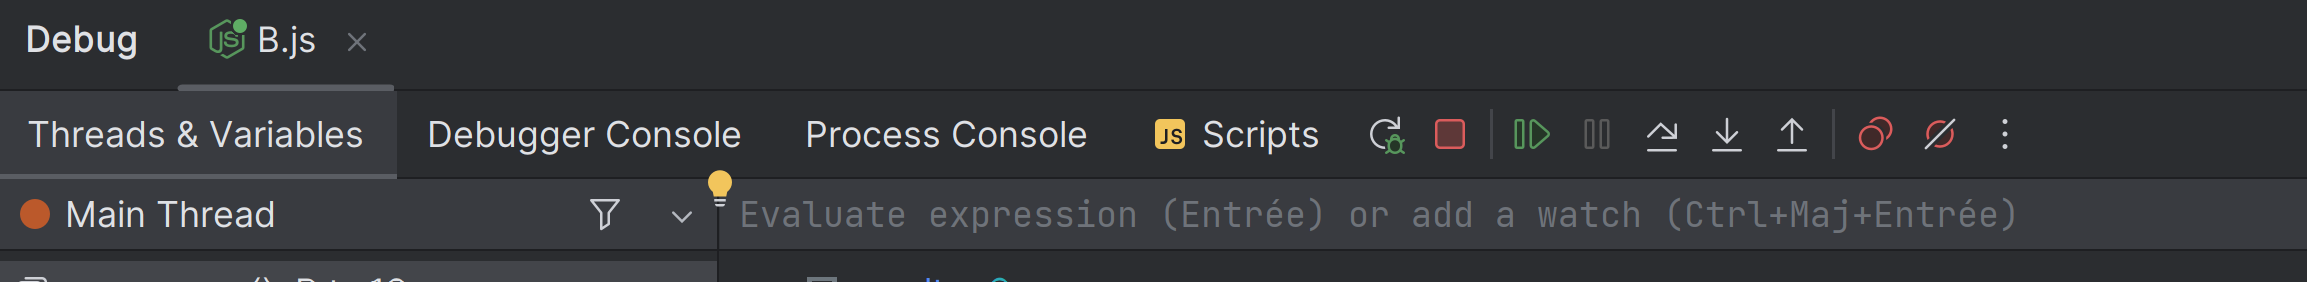 Debug B.js
Threads & Variables Debugger Console Process Console JS Scripts
Main Thread Evaluate expression (Entrée) or add a watch (Ctrl+Maj+Entrée)